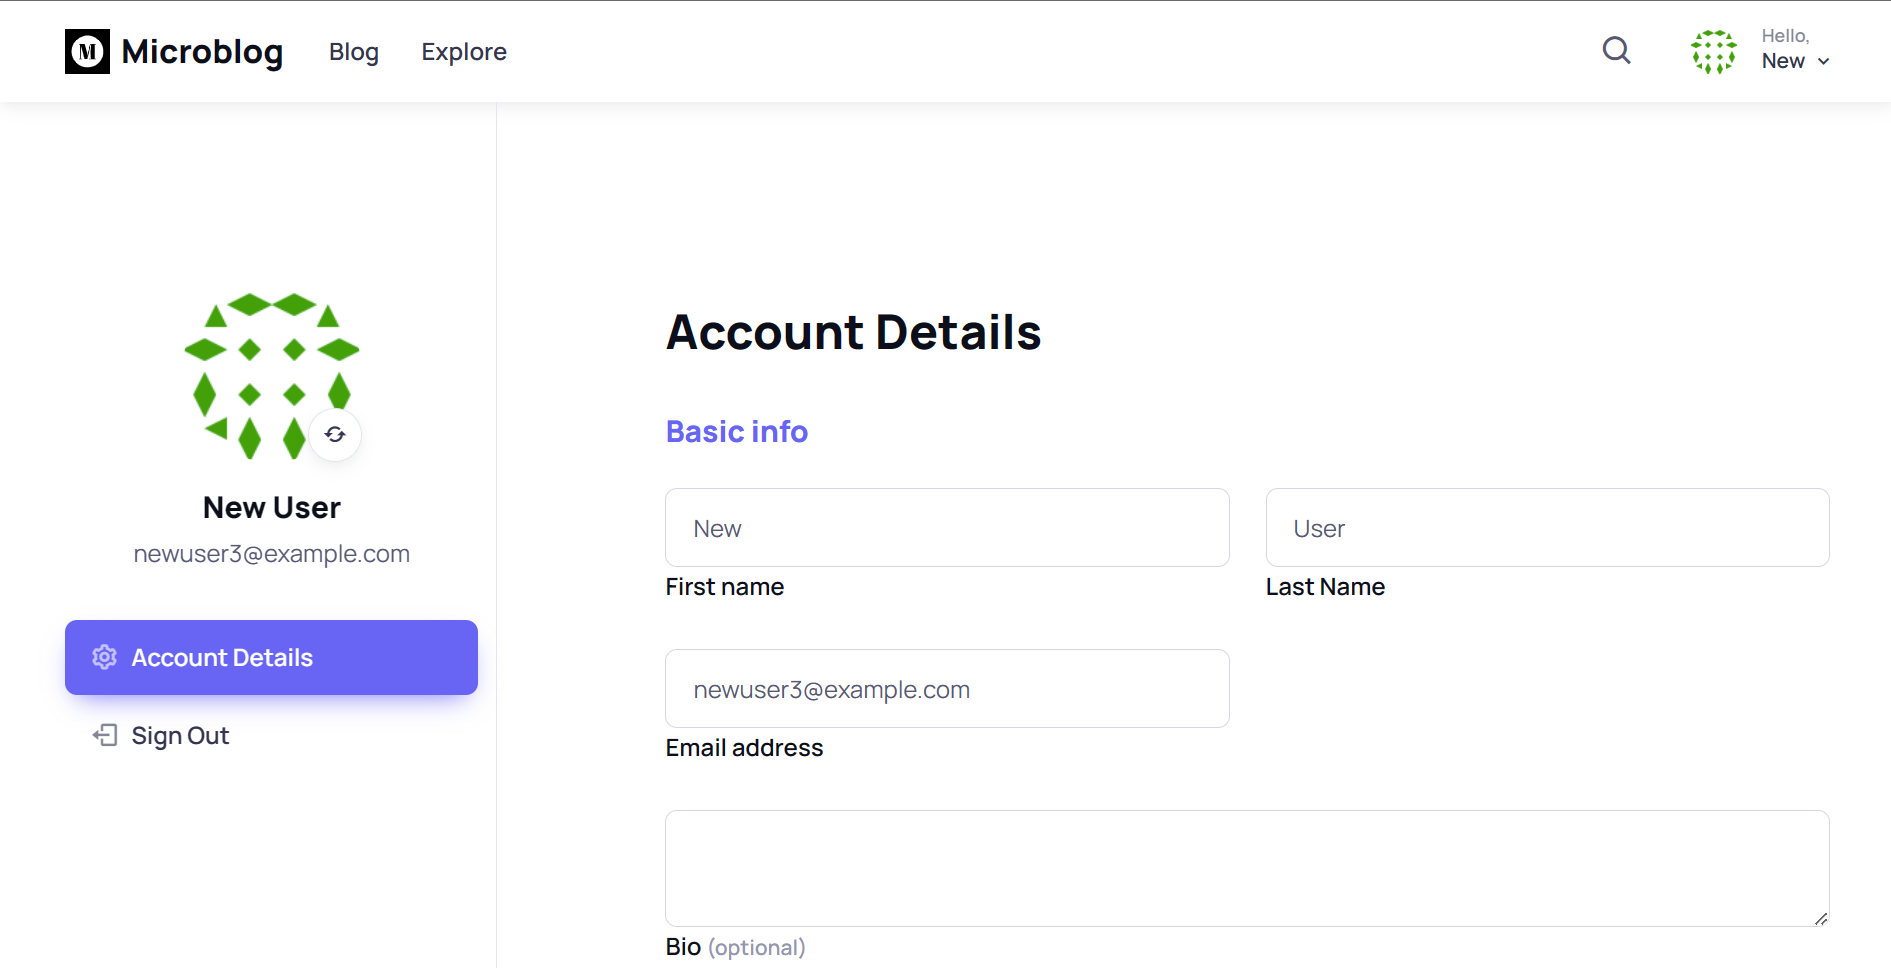 M Microblog Blog Explore
Hello,
New
New User
newuser3@example.com
Account Details
Sign Out
Account Details
Basic info
New User
First name Last Name
newuser3@example.com
Email address
Bio (optional)